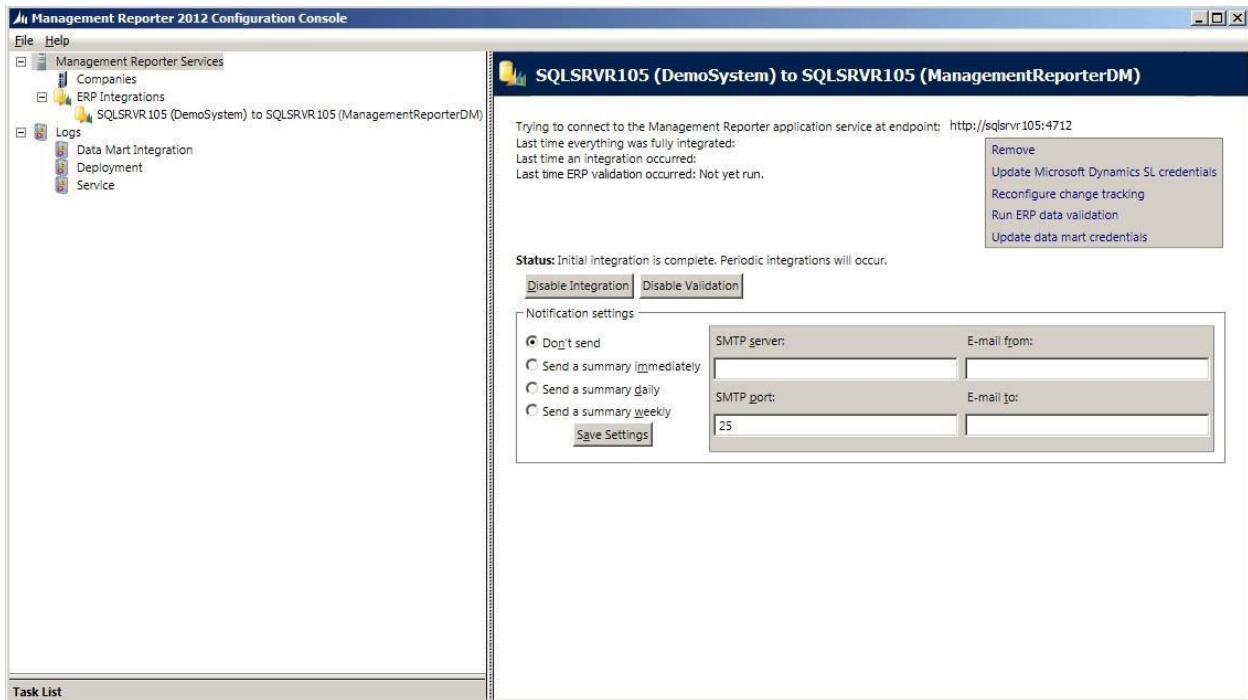 Management Reporter 2012 Configuration Console
File Help
Management Reporter Services
Companies
ERP Integrations
SQLSRVR105 (DemoSystem) to SQLSRVR105 (ManagementReporterDM)
Logs
Data Mart Integration
Deployment
Service
Task List
SQLSRVR105 (DemoSystem) to SQLSRVR105 (ManagementReporterDM)
Trying to connect to the Management Reporter application service at endpoint: http://sqlsrvr105:4712
Last time everything was fully integrated:
Last time an integration occurred:
Last time ERP validation occurred: Not yet run.
Remove
Update Microsoft Dynamics SL credentials
Reconfigure change tracking
Run ERP data validation
Update data mart credentials
Status: Initial integration is complete. Periodic integrations will occur.
Disable Integration Disable Validation
Notification settings
Don't send
Send a summary immediately
Send a summary daily
Send a summary weekly
Save Settings
SMTP server: E-mail from:
SMTP port: E-mail to:
25